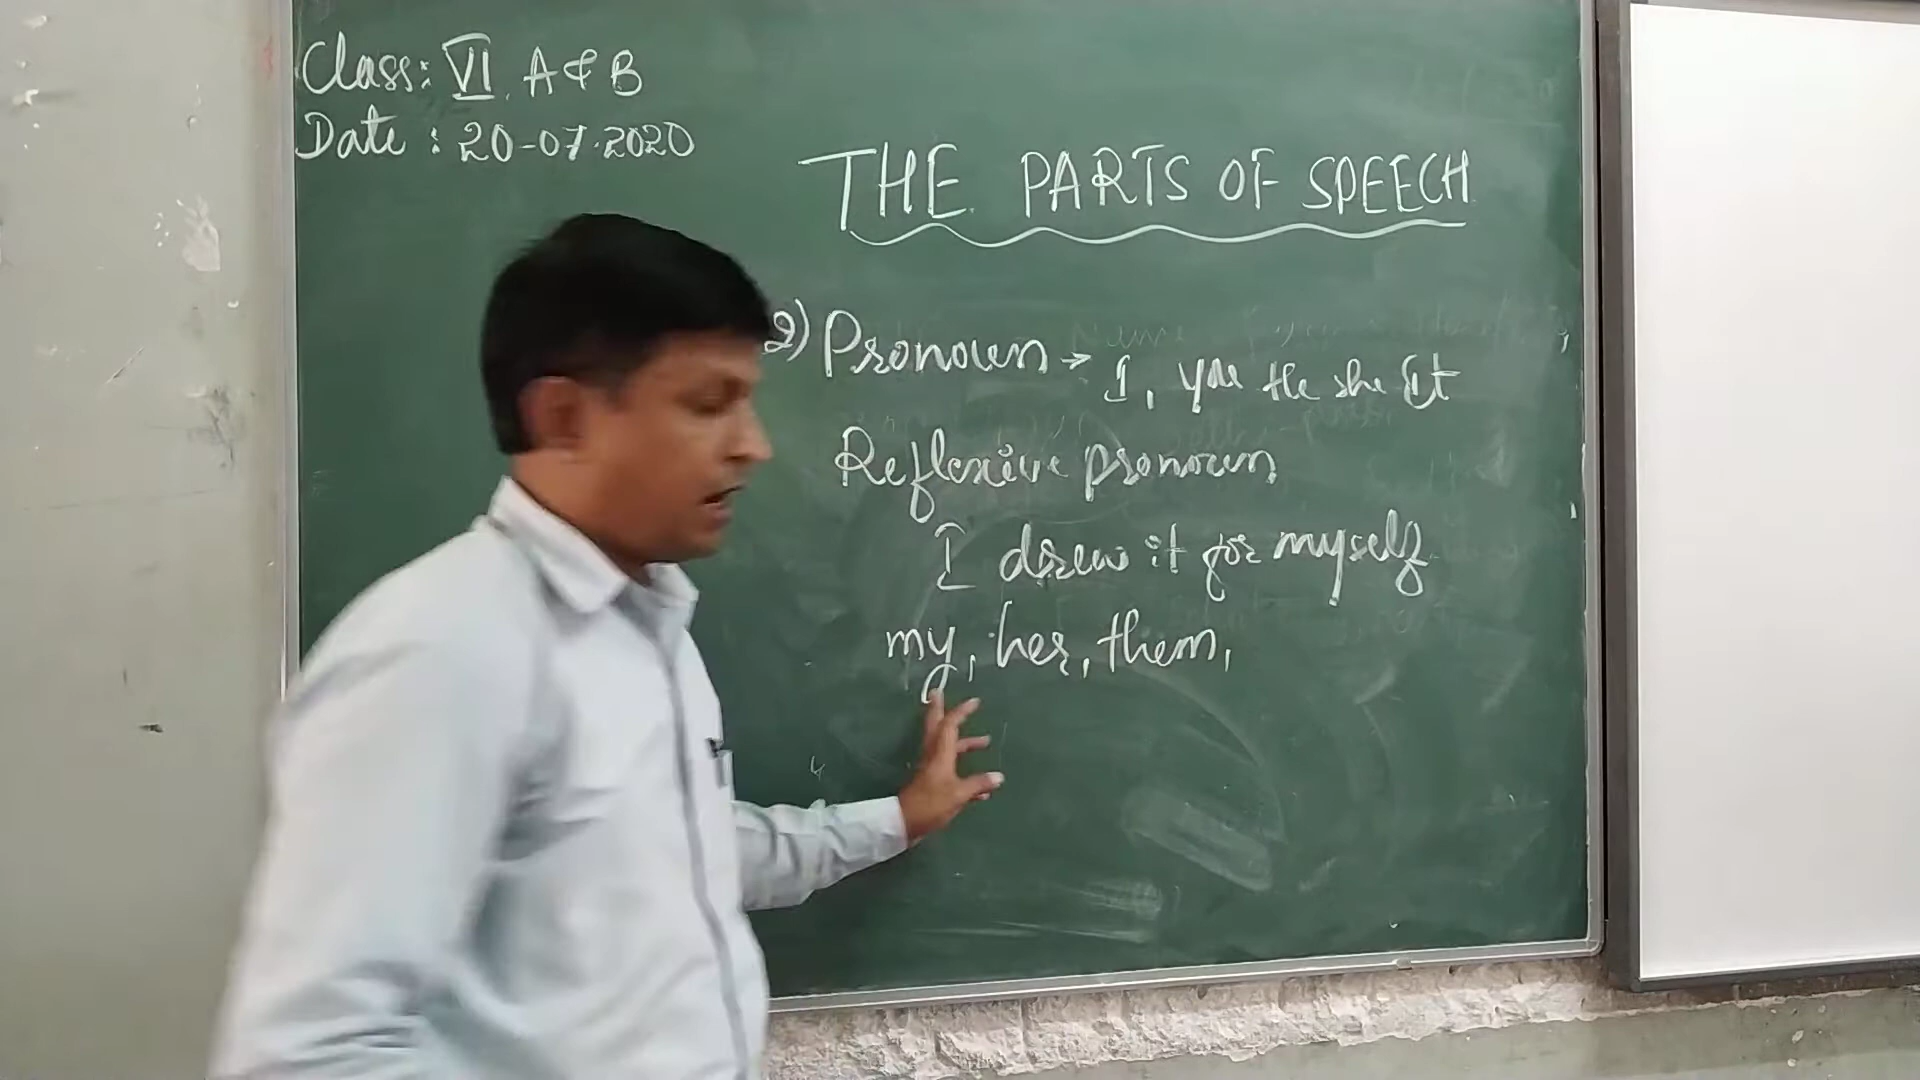 Class: VI A & B
Date : 20-07-2020
THE PARTS OF SPEECH
2) Pronoun → I, you He she It
Reflexive pronoun
I drew it for myself
my, her, them,